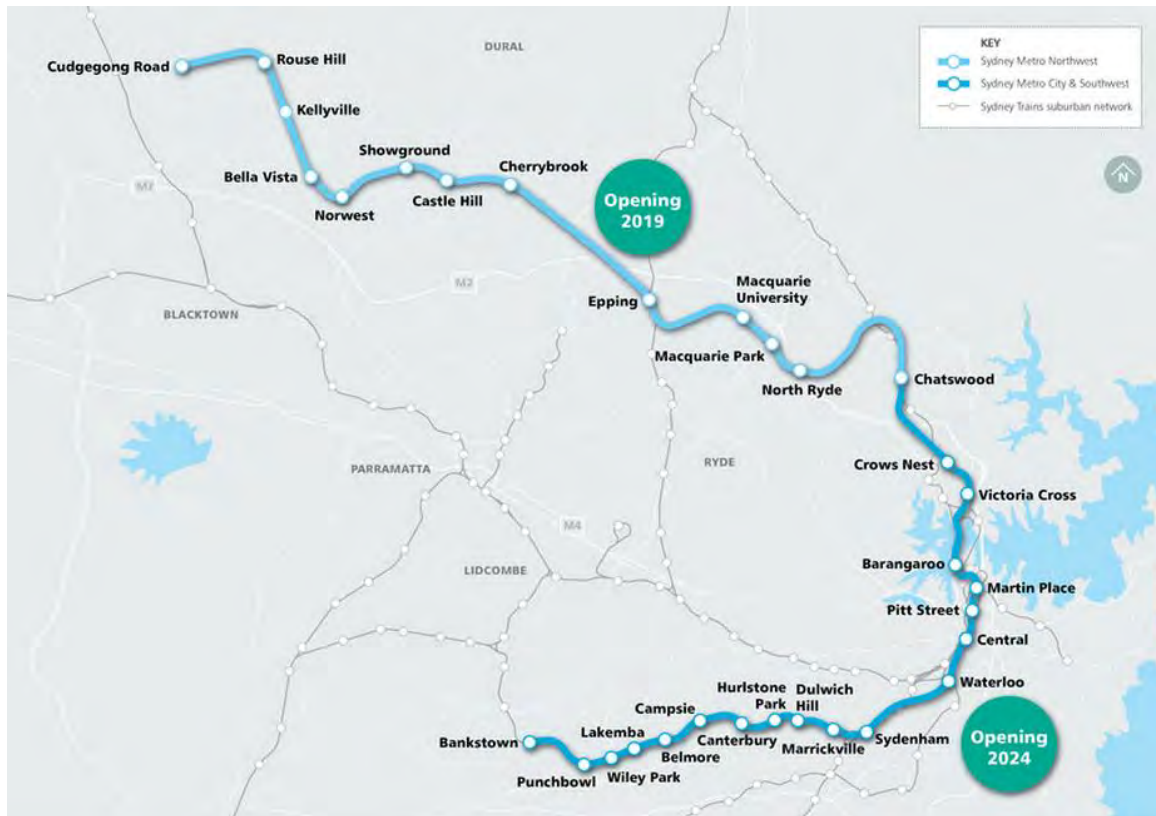 DURAL
KEY
Sydney Metro Northwest
Sydney Metro City & Southwest
Sydney Trains suburban network
N
Cudgegong Road
Rouse Hill
Kellyville
Showground
Cherrybrook
Bella Vista
Castle Hill
Norwest
Opening
2019
M7
M2
Macquarie
University
Epping
BLACKTOWN
Macquarie Park
North Ryde
Chatswood
PARRAMATTA
RYDE
Crows Nest
Victoria Cross
M4
LIDCOMBE
Barangaroo
Martin Place
Pitt Street
Central
Waterloo
Hurlstone
Park
Dulwich
Hill
Campsie
Lakemba
Bankstown
Canterbury
Sydenham
Marrickville
Belmore
Wiley Park
Punchbowl
Opening
2024